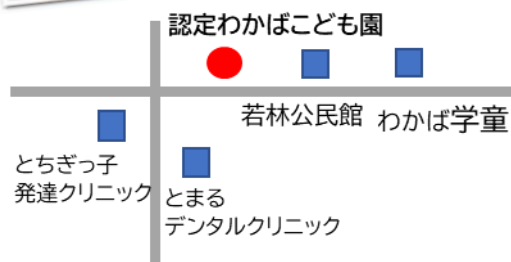 認定わかばこども園
若林公民館
わかば学童
とちぎっ子
発達クリニック
とまる
デンタルクリニック